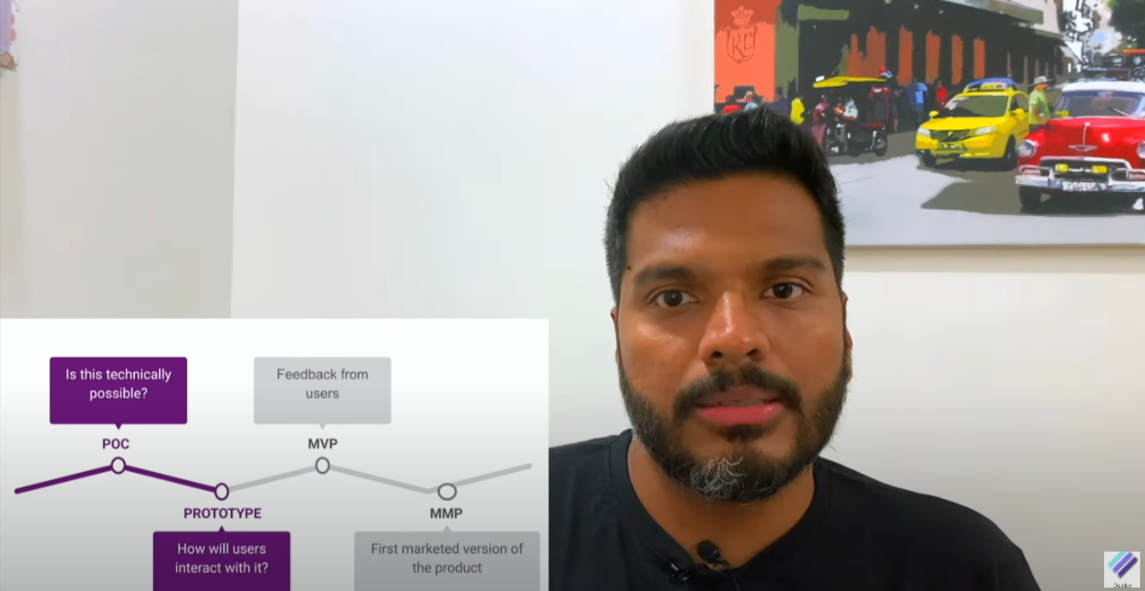 Is this technically
possible?
POC
PROTOTYPE
How will users
interact with it?
Feedback from
users
MVP
MMP
First marketed version of
the product